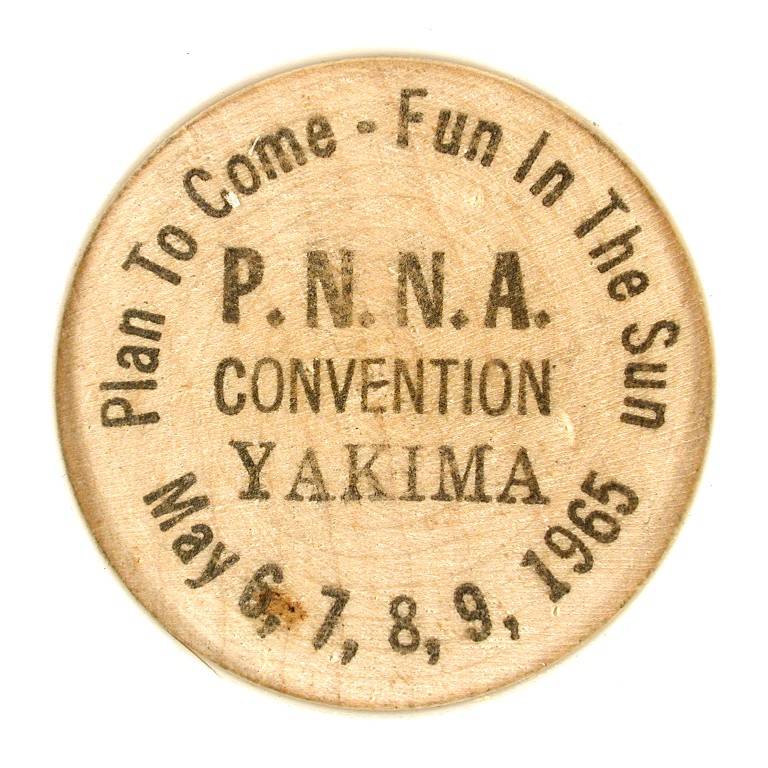 Plan To Come - Fun In The Sun
P. N. N. A.
CONVENTION
YAKIMA
May 6, 7, 8, 9, 1965